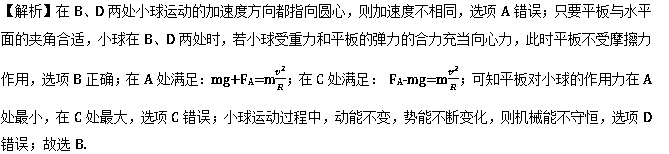 【解析】在 B、D 两处小球运动的加速度方向都指向圆心，则加速度不相同，选项 A 错误；只要平板与水平
面的夹角合适，小球在 B、D 两处时，若小球受重力和平板的弹力的合力充当向心力，此时平板不受摩擦力
作用，选项 B 正确；在 A 处满足：mg+F_A=m\frac{v^2}{R}；在 C 处满足： F_A-mg=m\frac{v^2}{R}；可知平板对小球的作用力在 A
处最小，在 C 处最大，选项 C 错误；小球运动过程中，动能不变，势能不断变化，则机械能不守恒，选项 D
错误；故选 B.